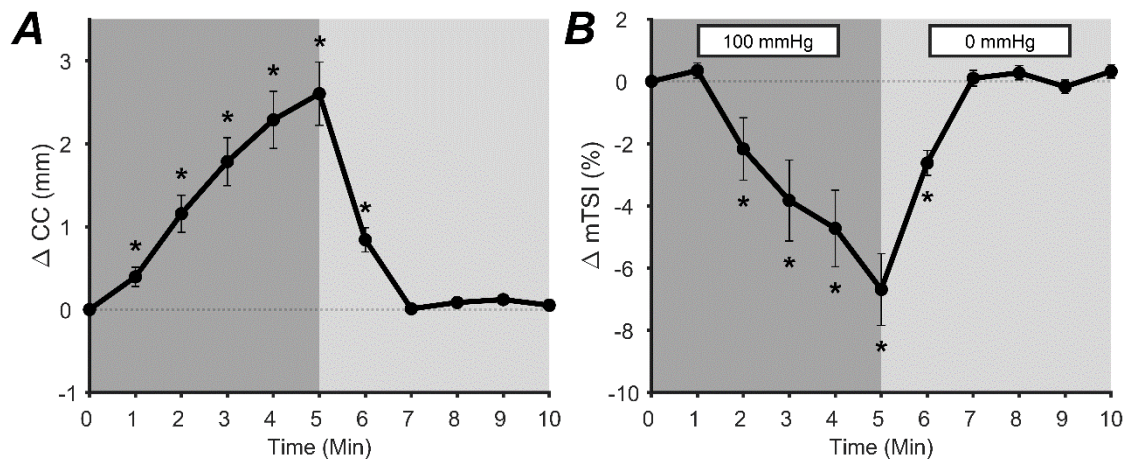 A
B
100 mmHg
0 mmHg
3
2
1
0
-1
Δ CC (mm)
* * * * * *
0 1 2 3 4 5 6 7 8 9 10
Time (Min)
2
0
-2
-4
-6
-8
-10
Δ mTSI (%)
* * * * *
0 1 2 3 4 5 6 7 8 9 10
Time (Min)